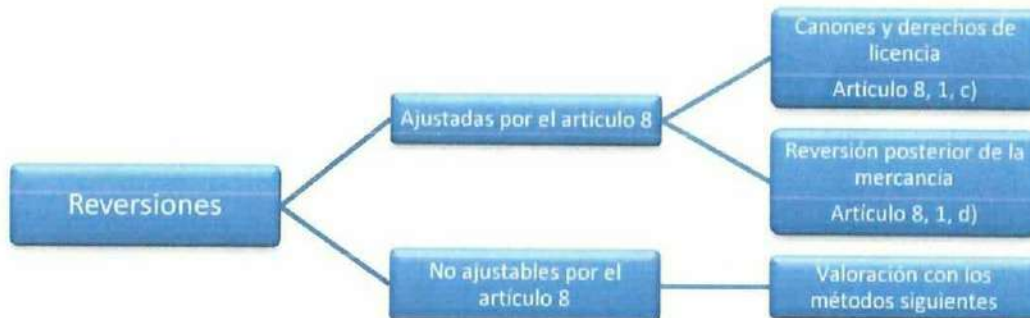 Canones y derechos de
licencia
Artículo 8, 1, c)
Ajustadas por el artículo 8
Reversión posterior de la
mercancía
Artículo 8, 1, d)
Reversiones
No ajustables por el
artículo 8
Valoración con los
métodos siguientes